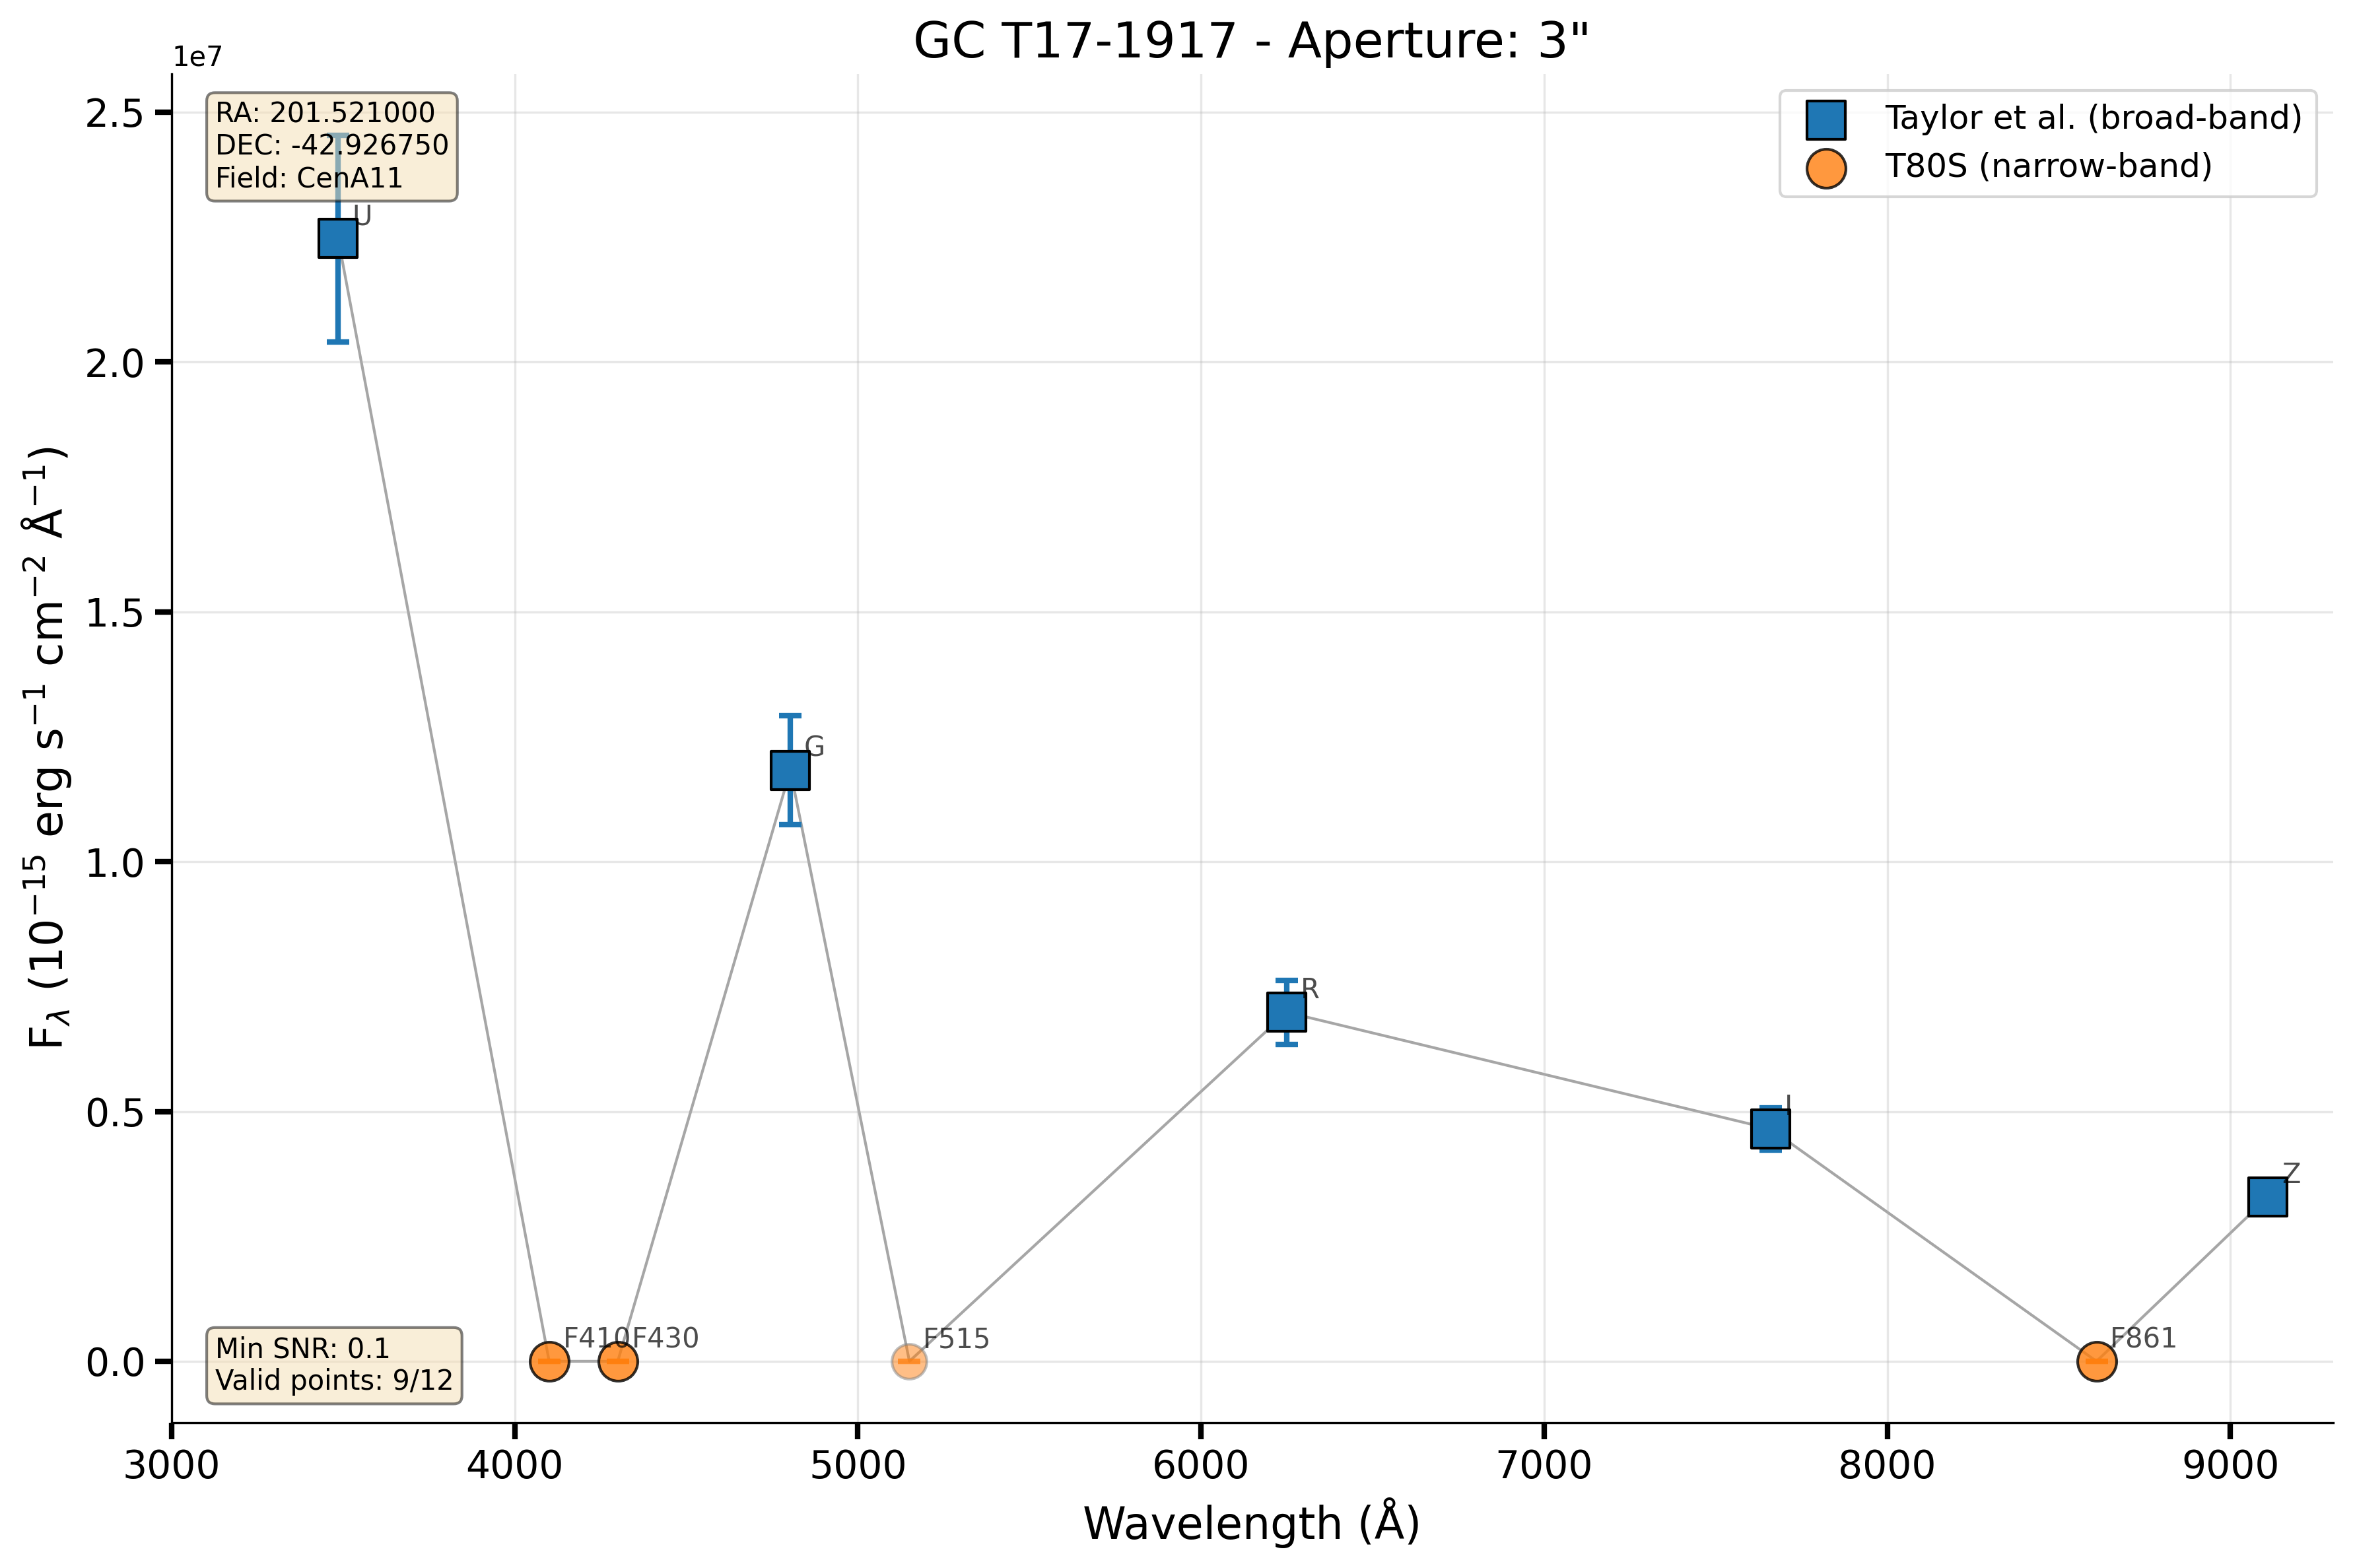 GC T17-1917 - Aperture: 3"
1e7
RA: 201.521000
DEC: -42.926750
Field: CenA11
Taylor et al. (broad-band)
T80S (narrow-band)
2.5
2.0
1.5
1.0
0.5
0.0
F_λ (10⁻¹⁵ erg s⁻¹ cm⁻² Å⁻¹)
U
G
R
I
Z
F410
F430
F515
F861
Min SNR: 0.1
Valid points: 9/12
3000 4000 5000 6000 7000 8000 9000
Wavelength (Å)